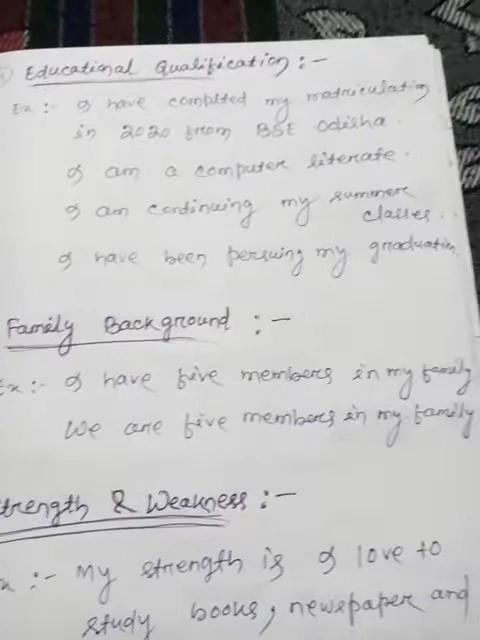 Educational Qualification :-
Ex :- I have complted my matriculation
in 2020 from BSE Odisha.
I am a computer literate.
I am continuing my summer
classes..
I have been persuing my graduation.
Family Background :-
Ex :- I have five members in my family
We are five members in my family
Strength & Weakness :-
Ex :- My strength is I love to
study books, newspaper and